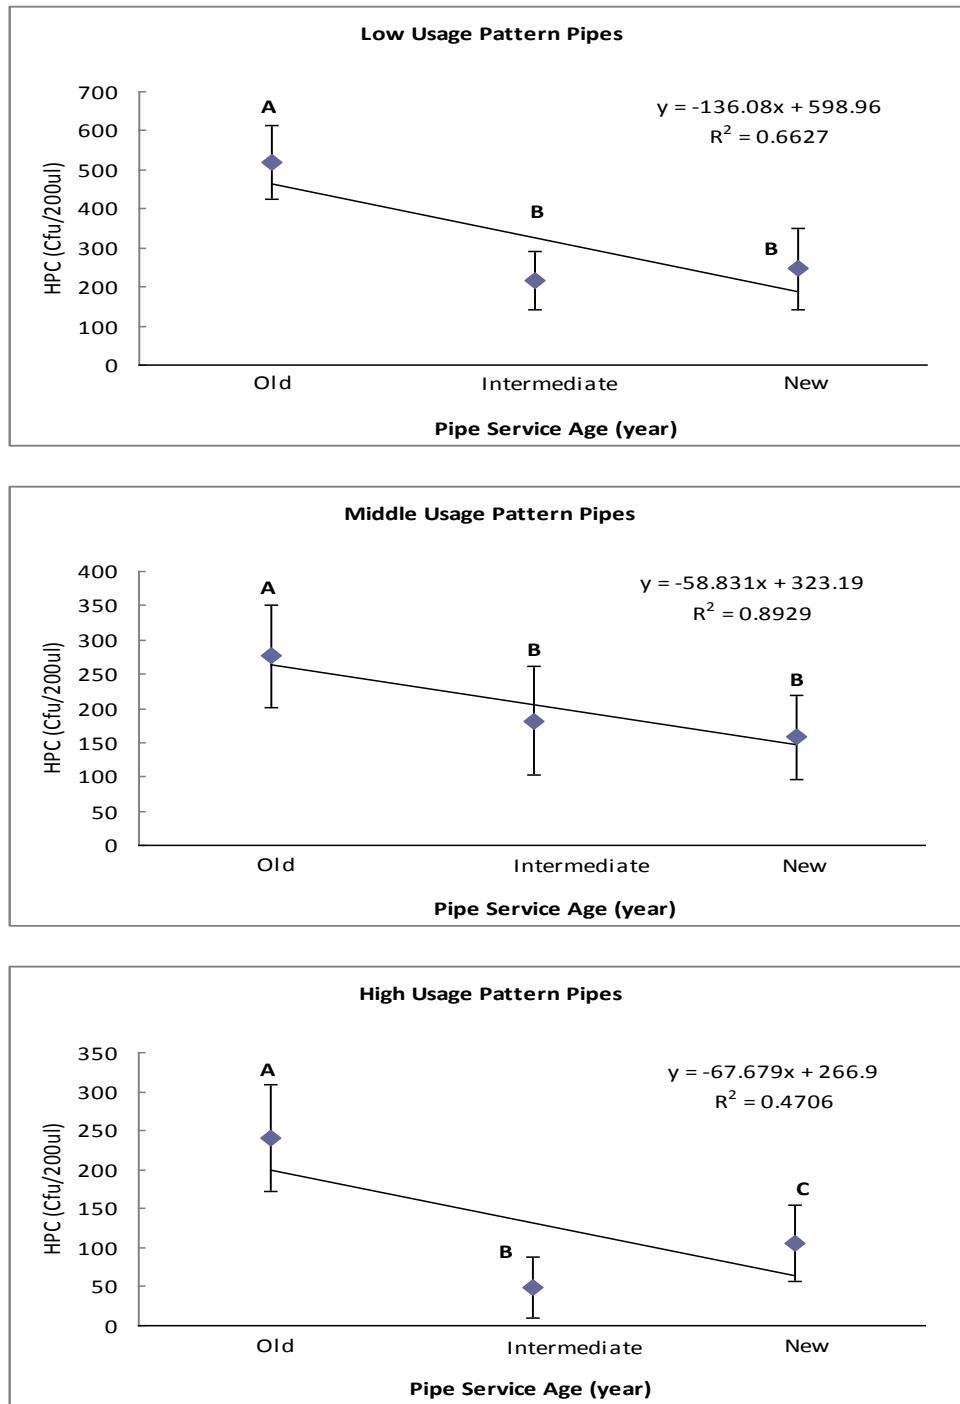 Low Usage Pattern Pipes
y = -136.08x + 598.96
R² = 0.6627
HPC (Cfu/200ul)
700
600
500
400
300
200
100
0
A
B
B
Old Intermediate New
Pipe Service Age (year)
Middle Usage Pattern Pipes
y = -58.831x + 323.19
R² = 0.8929
HPC (Cfu/200ul)
400
350
300
250
200
150
100
50
0
A
B
B
Old Intermediate New
Pipe Service Age (year)
High Usage Pattern Pipes
y = -67.679x + 266.9
R² = 0.4706
HPC (Cfu/200ul)
350
300
250
200
150
100
50
0
A
B
C
Old Intermediate New
Pipe Service Age (year)